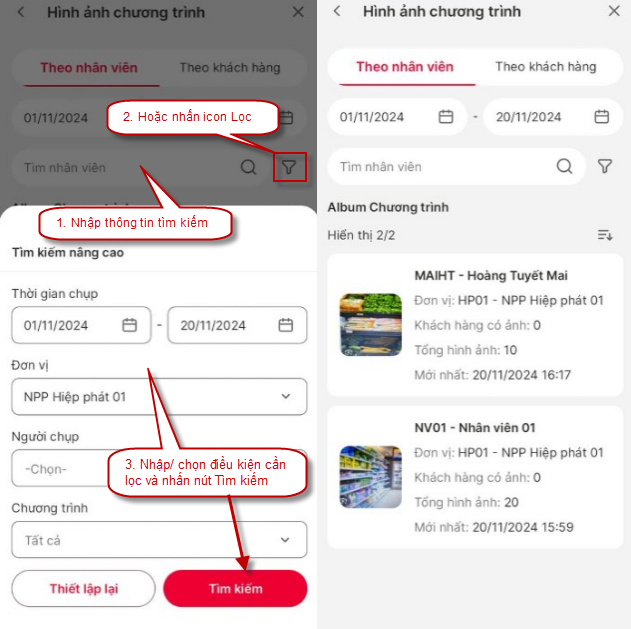 Hình ảnh chương trình
Theo nhân viên
Theo khách hàng
01/11/2024
2. Hoặc nhấn icon Lọc
Tìm nhân viên
1. Nhập thông tin tìm kiếm
Tìm kiếm nâng cao
Thời gian chụp
01/11/2024 - 20/11/2024
Đơn vị
NPP Hiệp phát 01
Người chụp
-Chọn-
3. Nhập/ chọn điều kiện cần
lọc và nhấn nút Tìm kiếm
Chương trình
Tất cả
Thiết lập lại
Tìm kiếm
Hình ảnh chương trình
Theo nhân viên
Theo khách hàng
01/11/2024 - 20/11/2024
Tìm nhân viên
Album Chương trình
Hiển thị 2/2
MAIHT - Hoàng Tuyết Mai
Đơn vị: HP01 - NPP Hiệp phát 01
Khách hàng có ảnh: 0
Tổng hình ảnh: 10
Mới nhất: 20/11/2024 16:17
NV01 - Nhân viên 01
Đơn vị: HP01 - NPP Hiệp phát 01
Khách hàng có ảnh: 0
Tổng hình ảnh: 20
Mới nhất: 20/11/2024 15:59